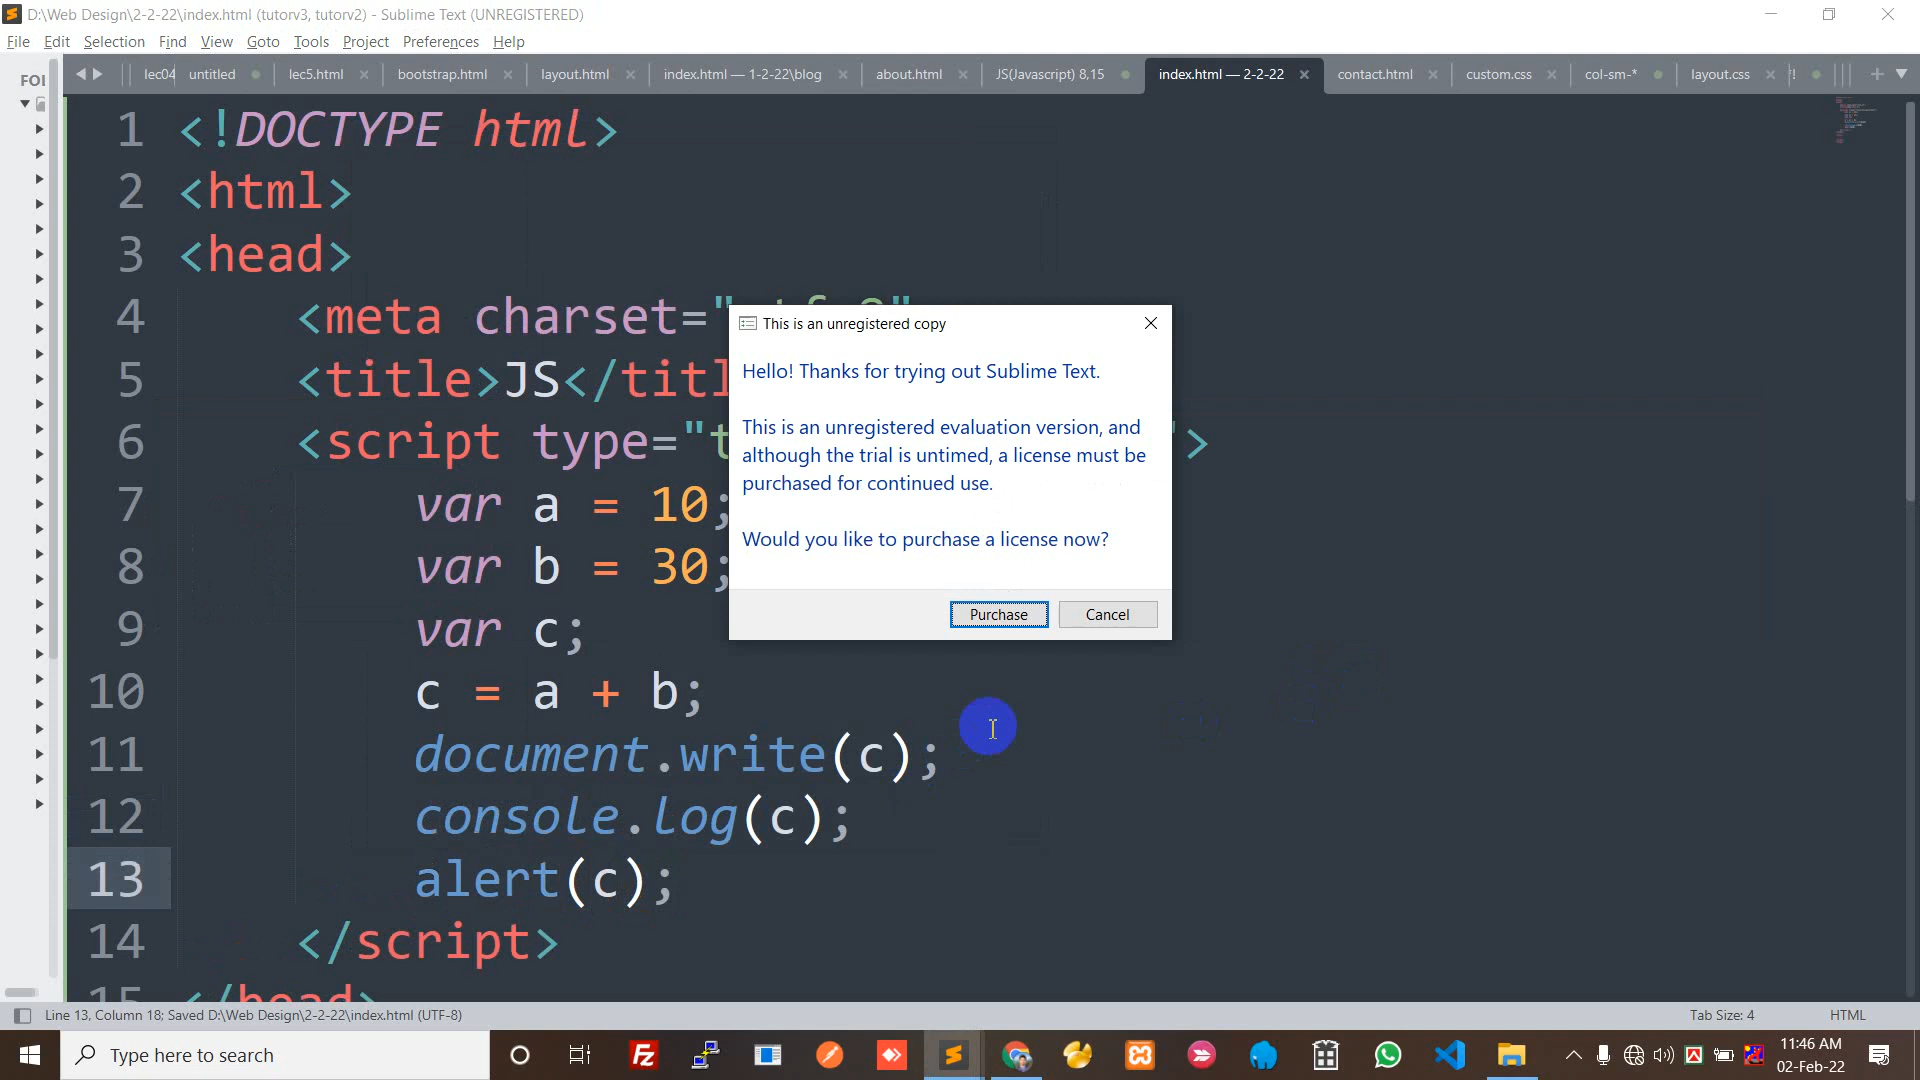 D:\Web Design\2-2-22\index.html (tutorv3, tutorv2) - Sublime Text (UNREGISTERED)
File Edit Selection Find View Goto Tools Project Preferences Help
FOI
lec04 untitled lec5.html bootstrap.html layout.html index.html — 1-2-22\blog about.html JS(Javascript) 8,15 index.html — 2-2-22 contact.html custom.css col-sm-* layout.css
1 <!DOCTYPE html>
2 <html>
3 <head>
4 <meta charset="
5 <title>JS</titl
6 <script type="t >
7 var a = 10;
8 var b = 30;
9 var c;
10 c = a + b;
11 document.write(c);
12 console.log(c);
13 alert(c);
14 </script>
15 </head>
This is an unregistered copy
Hello! Thanks for trying out Sublime Text.
This is an unregistered evaluation version, and
although the trial is untimed, a license must be
purchased for continued use.
Would you like to purchase a license now?
Purchase Cancel
Line 13, Column 18; Saved D:\Web Design\2-2-22\index.html (UTF-8) Tab Size: 4 HTML
Type here to search
11:46 AM
02-Feb-22